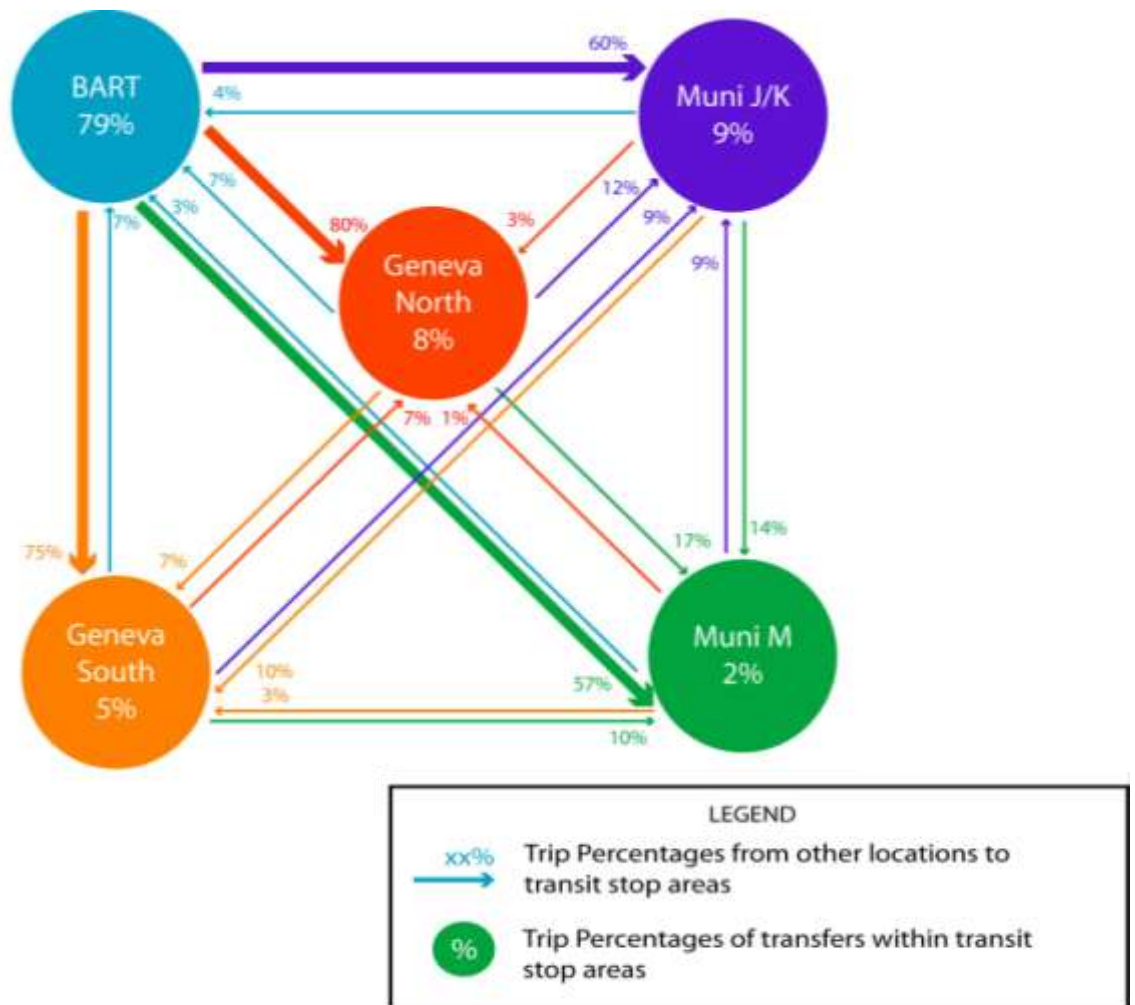 60%
BART
79%
4%
Muni J/K
9%
7%
12%
3%
7%
80%
3%
9%
Geneva
North
8%
9%
7%
1%
75%
7%
17%
14%
Geneva
South
5%
Muni M
2%
10%
3%
57%
10%
LEGEND
xx%
Trip Percentages from other locations to
transit stop areas
%
Trip Percentages of transfers within transit
stop areas